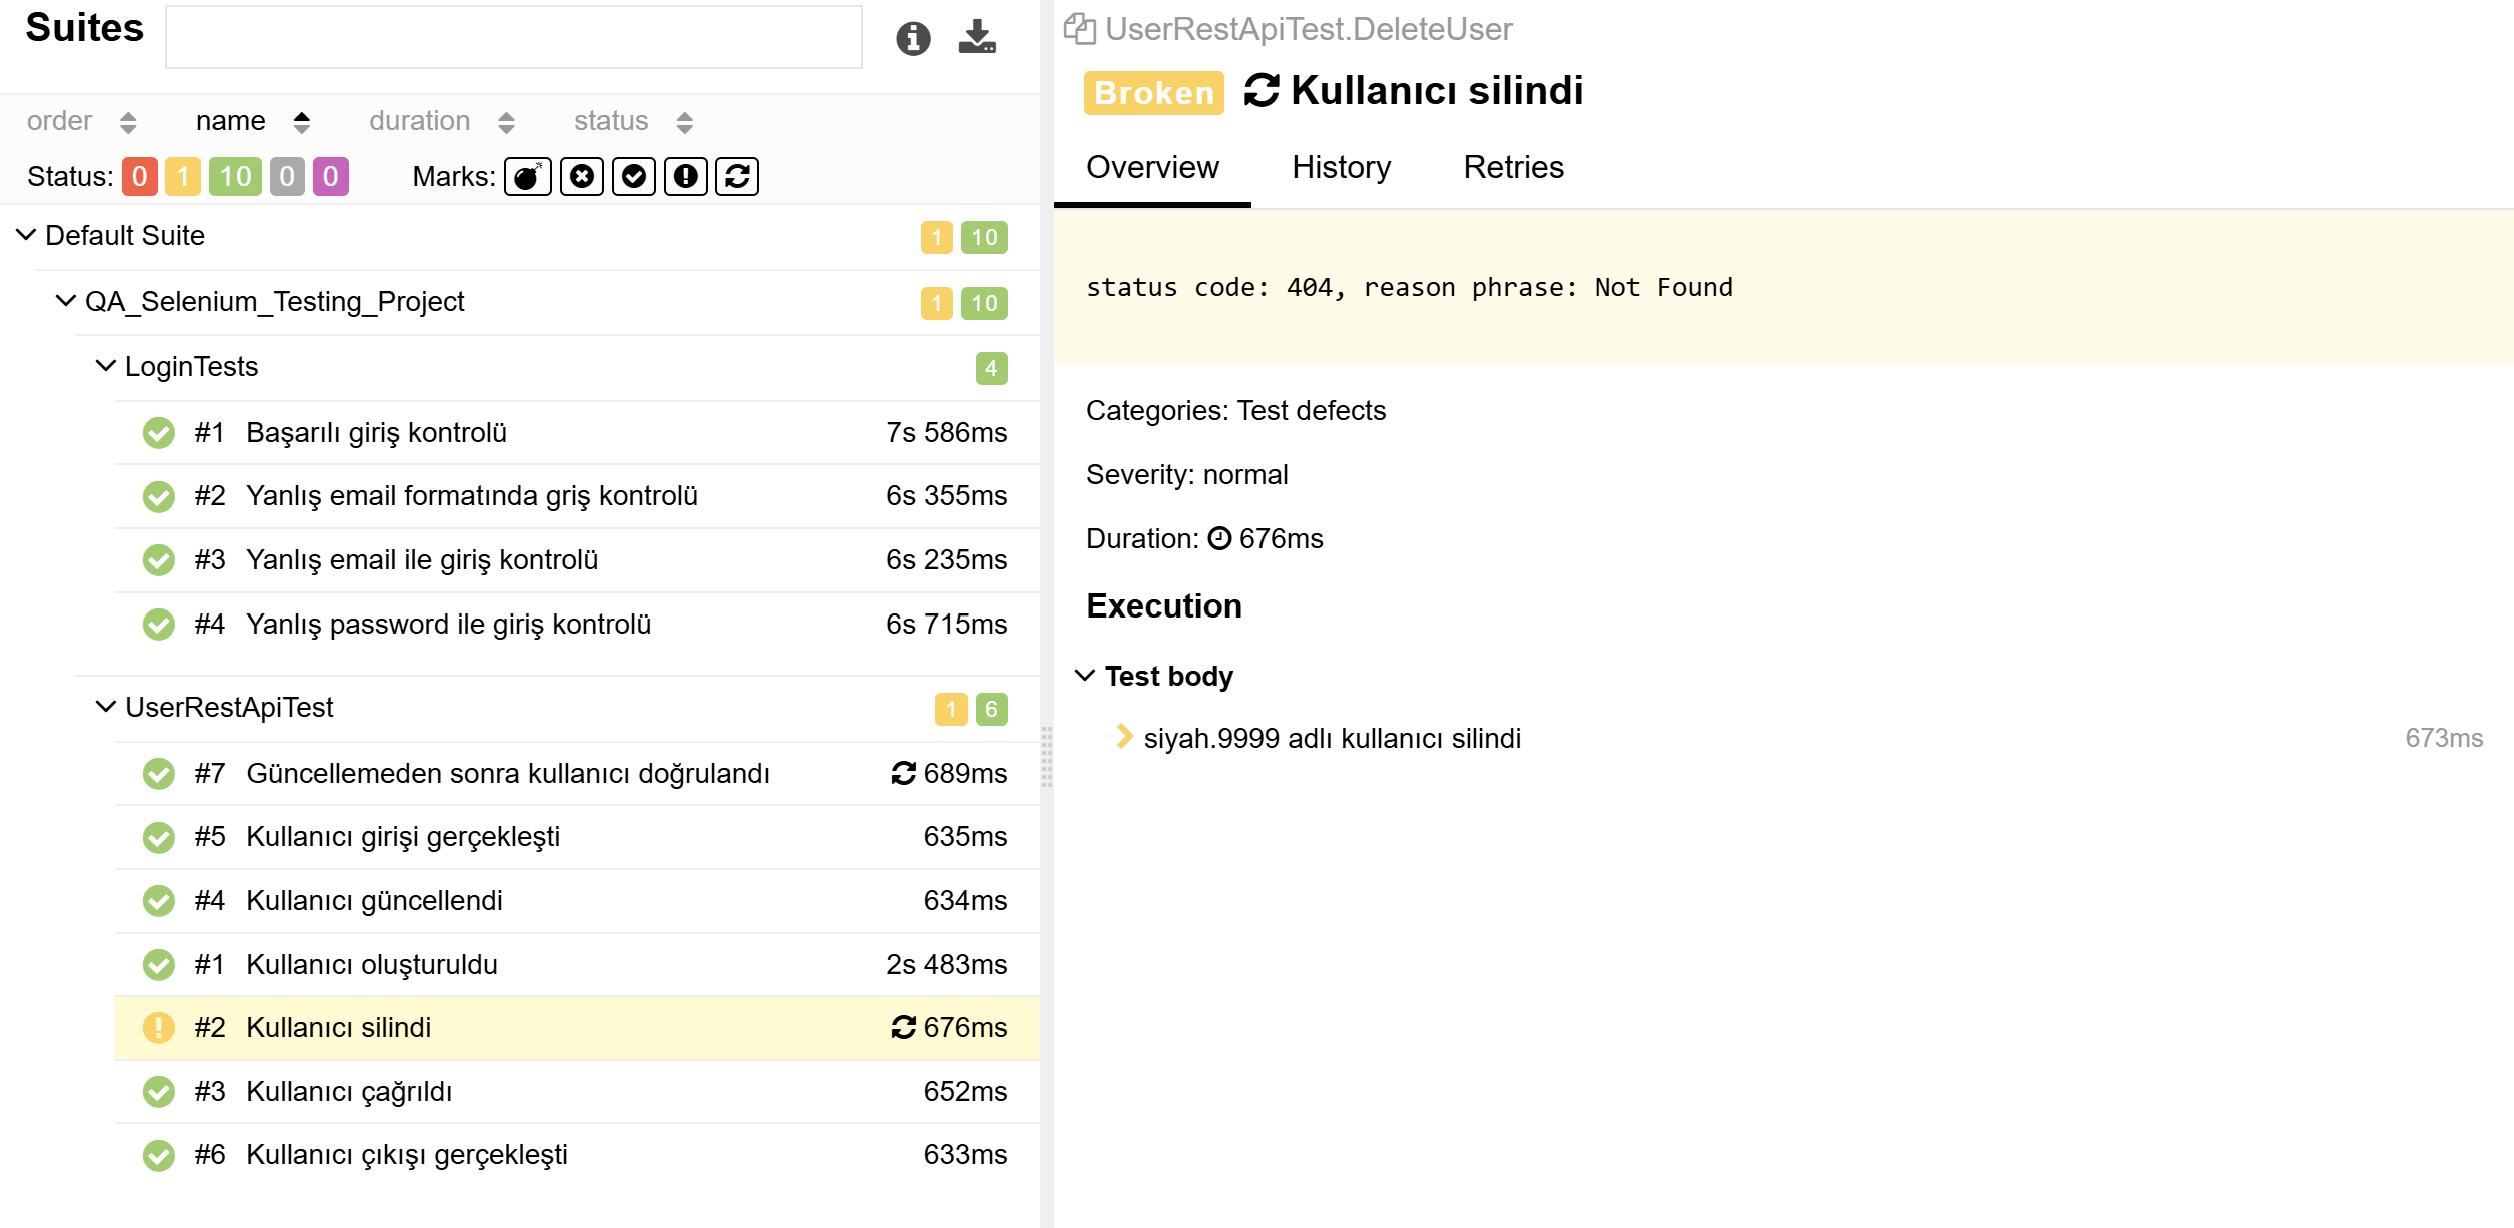 Suites
order name duration status
Status: 0 1 10 0 0 Marks:
Default Suite 1 10
QA_Selenium_Testing_Project 1 10
LoginTests 4
#1 Başarılı giriş kontrolü 7s 586ms
#2 Yanlış email formatında griş kontrolü 6s 355ms
#3 Yanlış email ile giriş kontrolü 6s 235ms
#4 Yanlış password ile giriş kontrolü 6s 715ms
UserRestApiTest 1 6
#7 Güncellemeden sonra kullanıcı doğrulandı 689ms
#5 Kullanıcı girişi gerçekleşti 635ms
#4 Kullanıcı güncellendi 634ms
#1 Kullanıcı oluşturuldu 2s 483ms
#2 Kullanıcı silindi 676ms
#3 Kullanıcı çağrıldı 652ms
#6 Kullanıcı çıkışı gerçekleşti 633ms
UserRestApiTest.DeleteUser
Broken Kullanıcı silindi
Overview History Retries
status code: 404, reason phrase: Not Found
Categories: Test defects
Severity: normal
Duration: 676ms
Execution
Test body
siyah.9999 adlı kullanıcı silindi 673ms